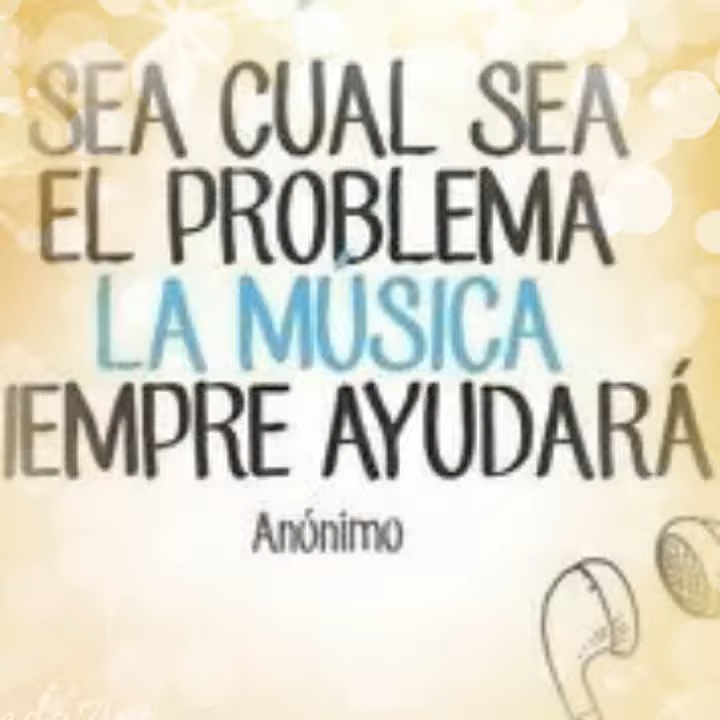 SEA CUAL SEA
EL PROBLEMA
LA MÚSICA
IEMPRE AYUDARÁ
Anónimo